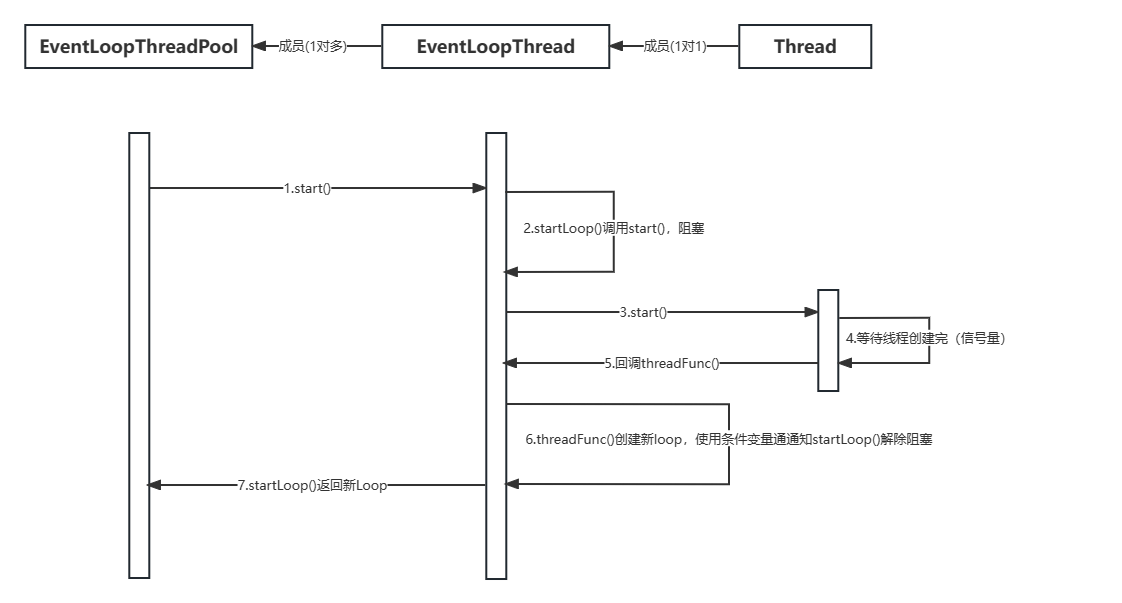 EventLoopThreadPool
成员(1对多)
EventLoopThread
成员(1对1)
Thread
1.start()
2.startLoop()调用start()，阻塞
3.start()
4.等待线程创建完（信号量）
5.回调threadFunc()
6.threadFunc()创建新loop，使用条件变量通通知startLoop()解除阻塞
7.startLoop()返回新Loop